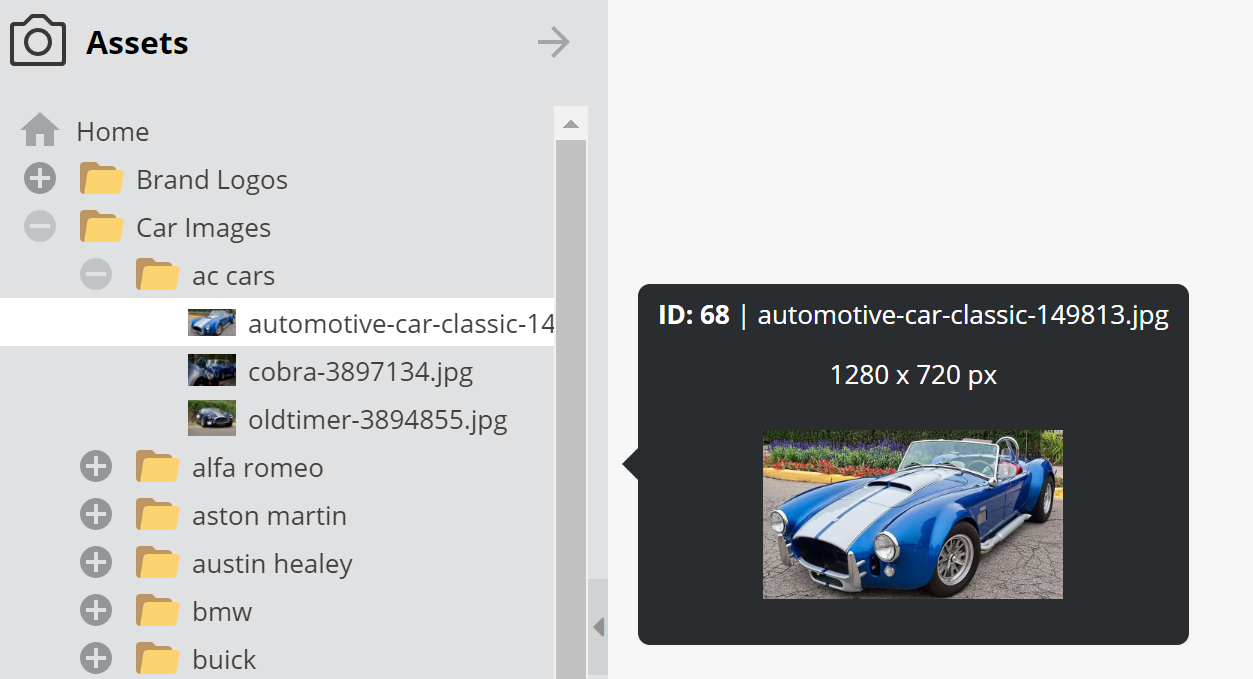 Assets
Home
Brand Logos
Car Images
ac cars
automotive-car-classic-14
cobra-3897134.jpg
oldtimer-3894855.jpg
alfa romeo
aston martin
austin healey
bmw
buick
ID: 68 | automotive-car-classic-149813.jpg
1280 x 720 px